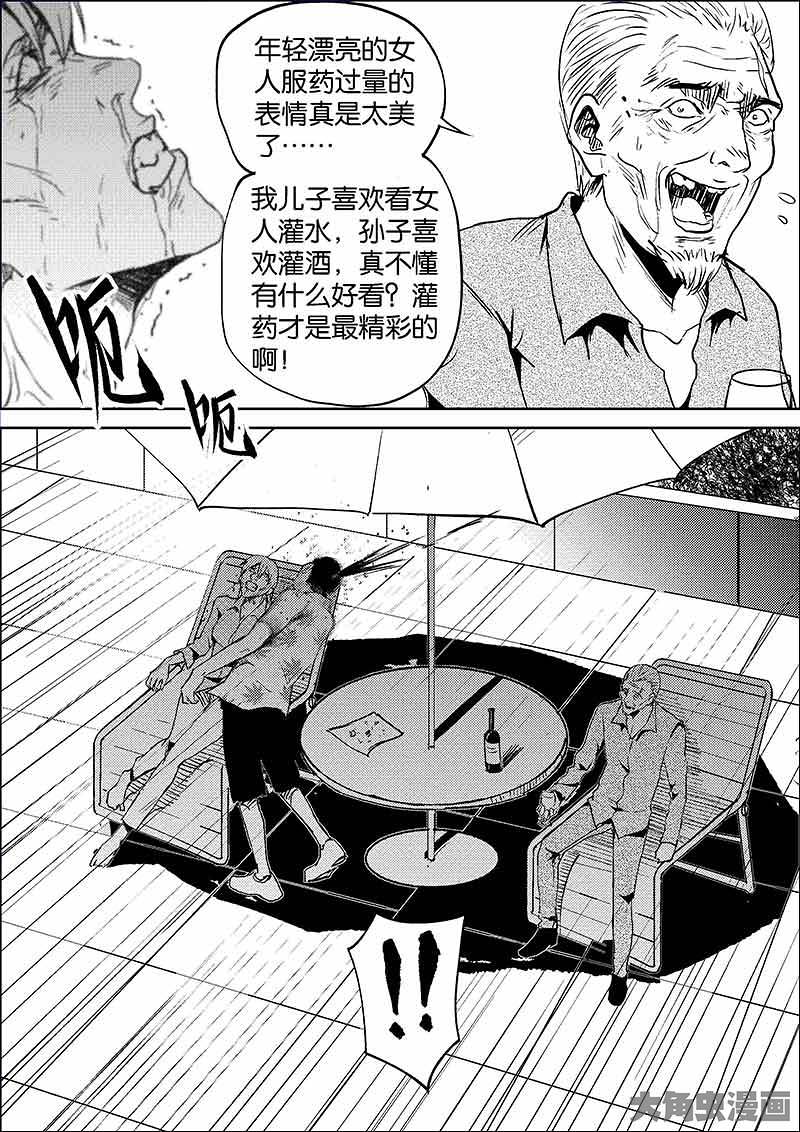 年轻漂亮的女
人服药过量的
表情真是太美
了……
我儿子喜欢看女
人灌水，孙子喜
欢灌酒，真不懂
有什么好看？灌
药才是最精彩的
啊！
呃
呃
!!
大角虫漫画